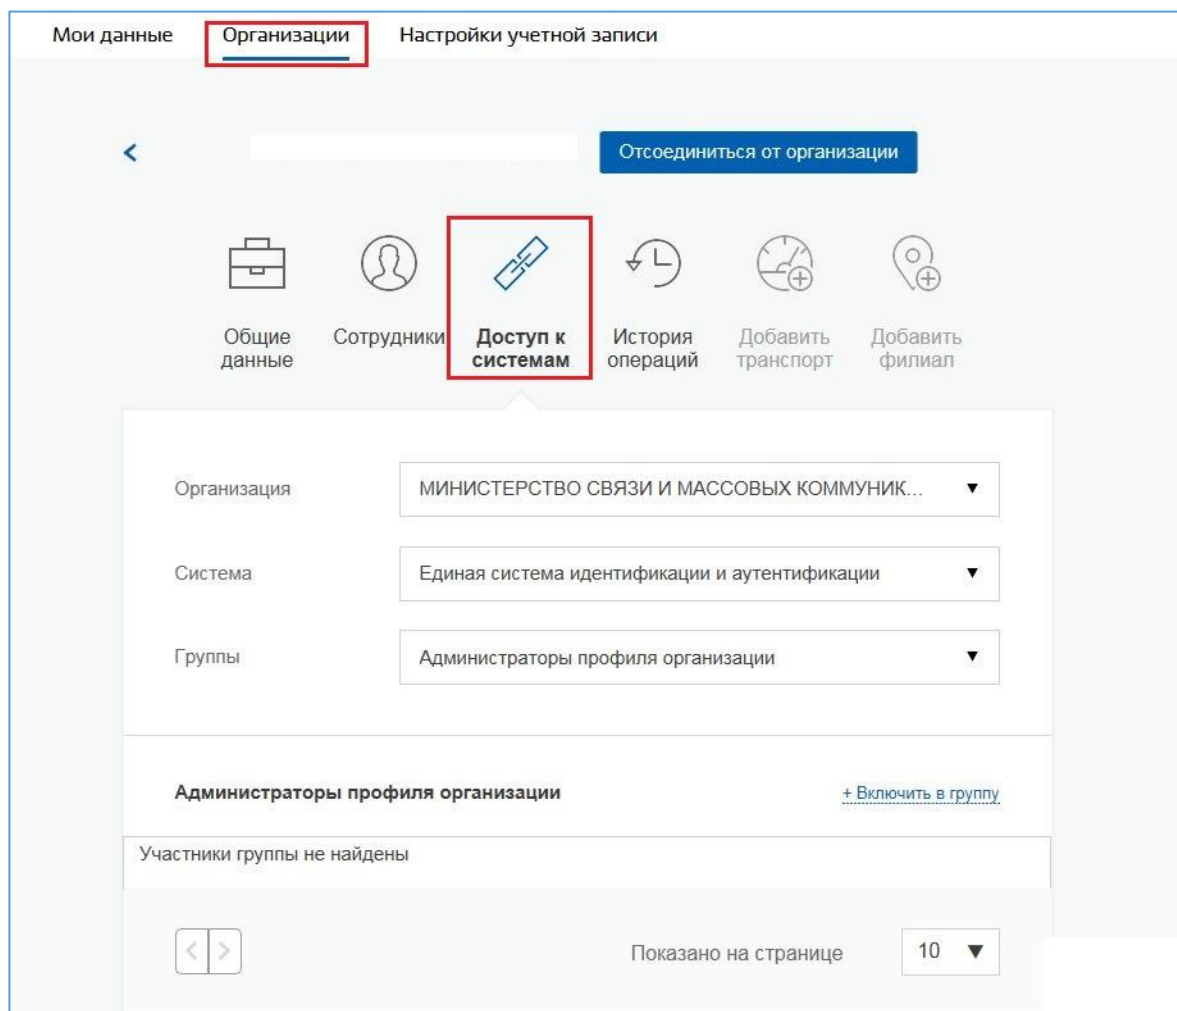 Мои данные Организации Настройки учетной записи
Отсоединиться от организации
Общие данные
Сотрудники
Доступ к системам
История операций
Добавить транспорт
Добавить филиал
Организация МИНИСТЕРСТВО СВЯЗИ И МАССОВЫХ КОММУНИК...
Система Единая система идентификации и аутентификации
Группы Администраторы профиля организации
Администраторы профиля организации + Включить в группу
Участники группы не найдены
Показано на странице 10